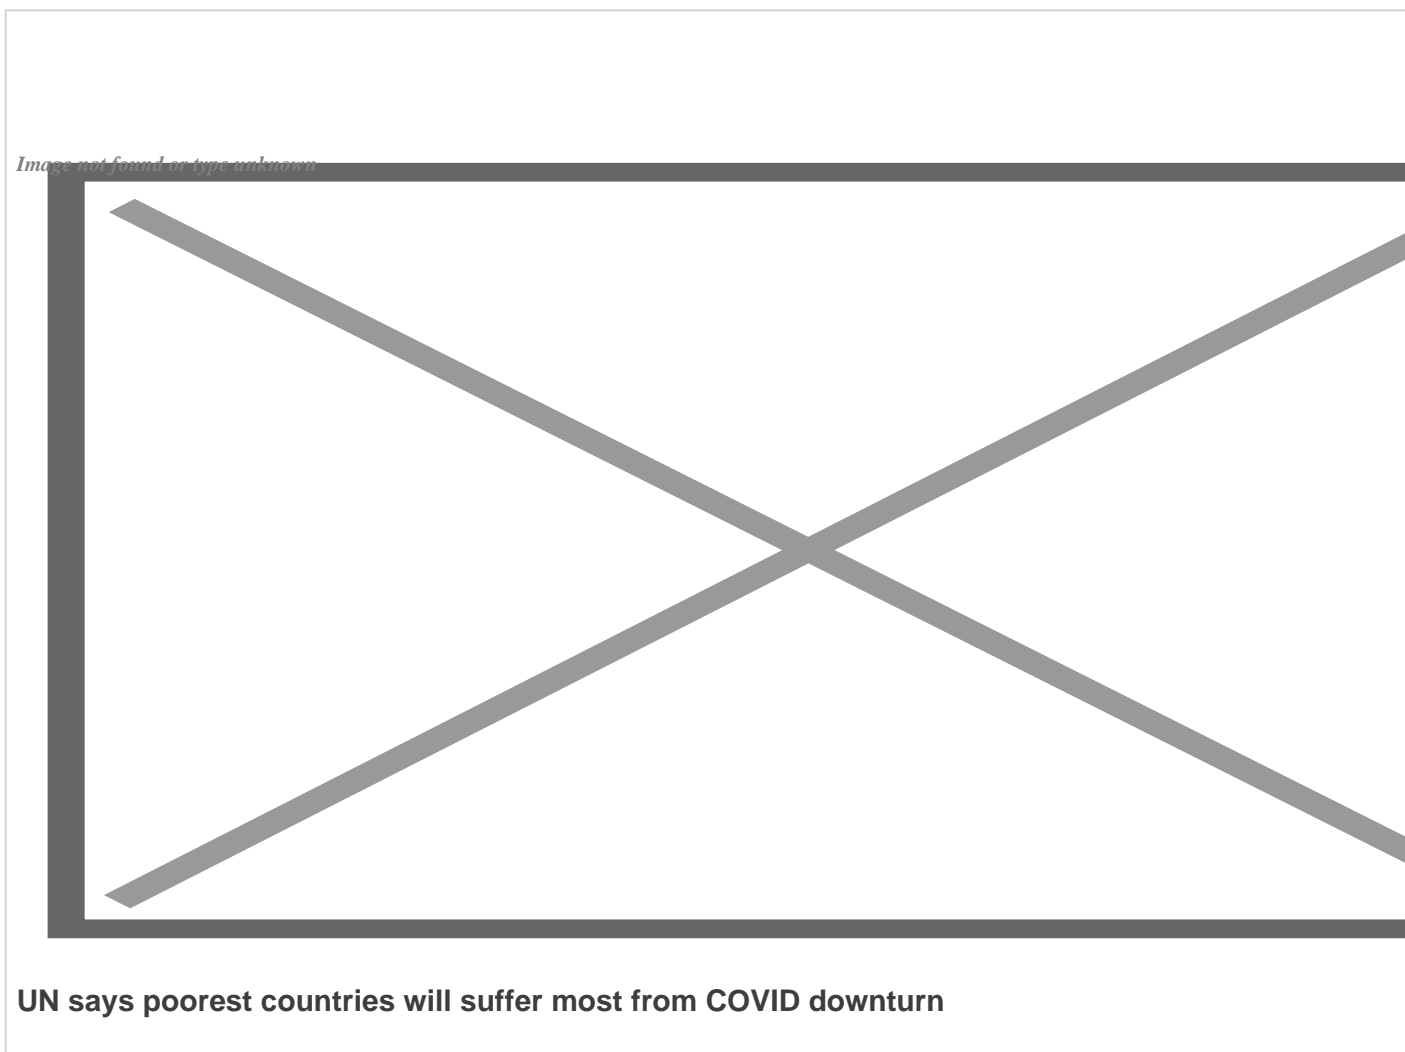 Image not found or type unknown
UN says poorest countries will suffer most from COVID downturn